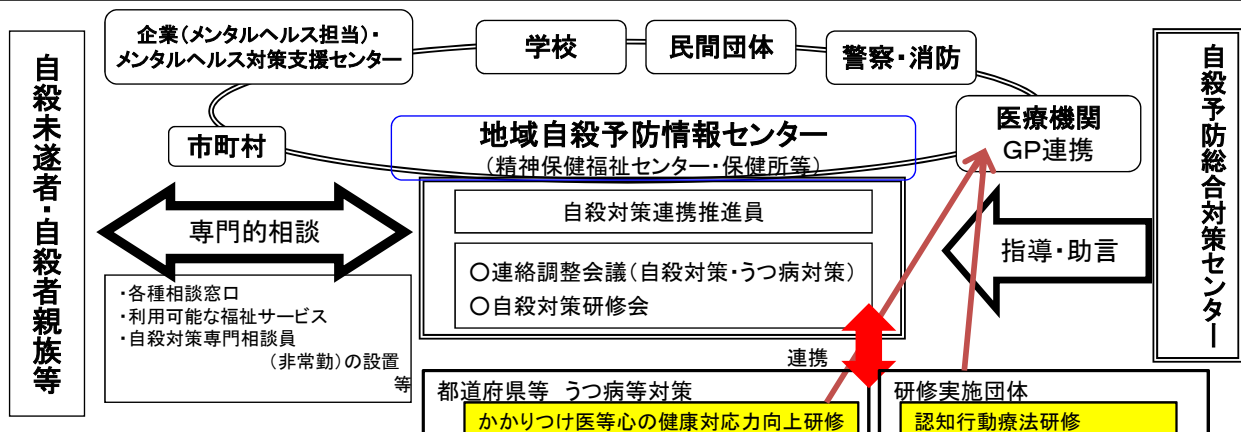 企業(メンタルヘルス担当)・
メンタルヘルス対策支援センター
学校
民間団体
警察・消防
自殺未遂者・自殺者親族等
市町村
地域自殺予防情報センター
(精神保健福祉センター・保健所等)
医療機関
GP連携
自殺予防総合対策センター
専門的相談
自殺対策連携推進員
指導・助言
○連絡調整会議(自殺対策・うつ病対策)
○自殺対策研修会
・各種相談窓口
・利用可能な福祉サービス
・自殺対策専門相談員
(非常勤)の設置
等
連携
都道府県等 うつ病等対策
かかりつけ医等心の健康対応力向上研修
研修実施団体
認知行動療法研修